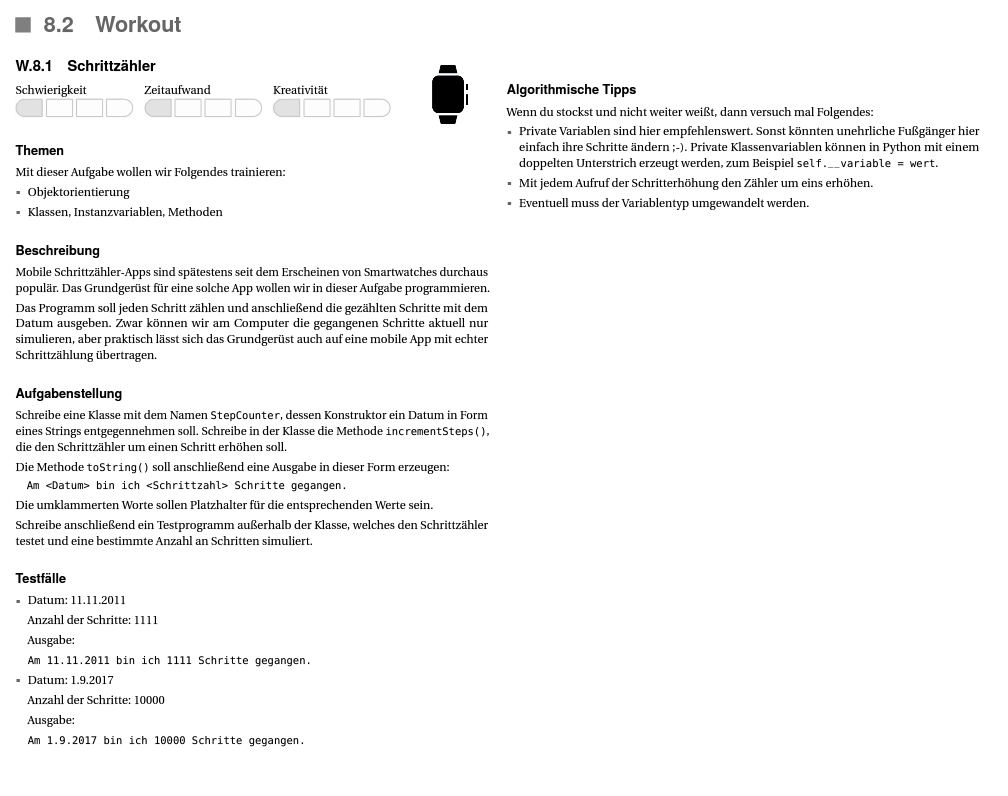 8.2 Workout
W.8.1 Schrittzähler
Schwierigkeit Zeitaufwand Kreativität
Themen
Mit dieser Aufgabe wollen wir Folgendes trainieren:
▪ Objektorientierung
▪ Klassen, Instanzvariablen, Methoden
Beschreibung
Mobile Schrittzähler-Apps sind spätestens seit dem Erscheinen von Smartwatches durchaus
populär. Das Grundgerüst für eine solche App wollen wir in dieser Aufgabe programmieren.
Das Programm soll jeden Schritt zählen und anschließend die gezählten Schritte mit dem
Datum ausgeben. Zwar können wir am Computer die gegangenen Schritte aktuell nur
simulieren, aber praktisch lässt sich das Grundgerüst auch auf eine mobile App mit echter
Schrittzählung übertragen.
Aufgabenstellung
Schreibe eine Klasse mit dem Namen StepCounter, dessen Konstruktor ein Datum in Form
eines Strings entgegennehmen soll. Schreibe in der Klasse die Methode incrementSteps(),
die den Schrittzähler um einen Schritt erhöhen soll.
Die Methode toString() soll anschließend eine Ausgabe in dieser Form erzeugen:
Am <Datum> bin ich <Schrittzahl> Schritte gegangen.
Die umklammerten Worte sollen Platzhalter für die entsprechenden Werte sein.
Schreibe anschließend ein Testprogramm außerhalb der Klasse, welches den Schrittzähler
testet und eine bestimmte Anzahl an Schritten simuliert.
Testfälle
▪ Datum: 11.11.2011
Anzahl der Schritte: 1111
Ausgabe:
Am 11.11.2011 bin ich 1111 Schritte gegangen.
▪ Datum: 1.9.2017
Anzahl der Schritte: 10000
Ausgabe:
Am 1.9.2017 bin ich 10000 Schritte gegangen.
Algorithmische Tipps
Wenn du stockst und nicht weiter weißt, dann versuch mal Folgendes:
▪ Private Variablen sind hier empfehlenswert. Sonst könnten unehrliche Fußgänger hier
einfach ihre Schritte ändern ;-). Private Klassenvariablen können in Python mit einem
doppelten Unterstrich erzeugt werden, zum Beispiel self.__variable = wert.
▪ Mit jedem Aufruf der Schritterhöhung den Zähler um eins erhöhen.
▪ Eventuell muss der Variablentyp umgewandelt werden.